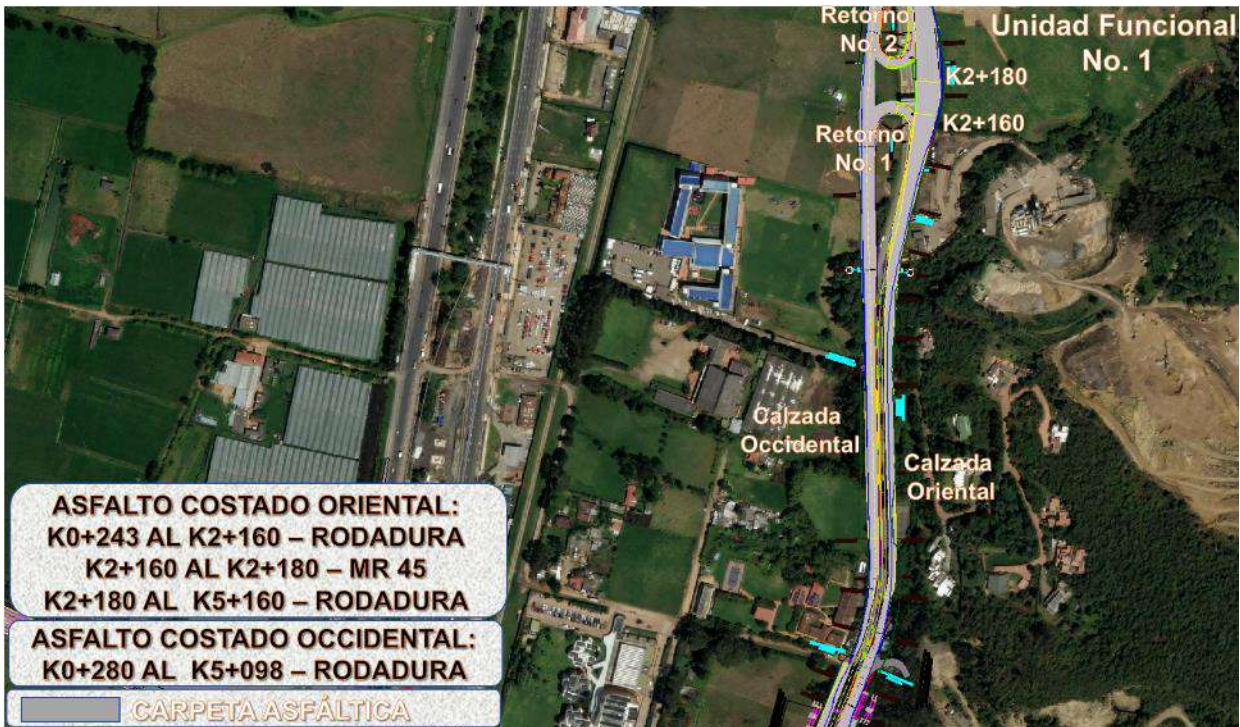 Retorno
No. 2
Unidad Funcional
No. 1
K2+180
K2+160
Retorno
No. 1
Calzada
Occidental
Calzada
Oriental
ASFALTO COSTADO ORIENTAL:
K0+243 AL K2+160 – RODADURA
K2+160 AL K2+180 – MR 45
K2+180 AL K5+160 – RODADURA
ASFALTO COSTADO OCCIDENTAL:
K0+280 AL K5+098 – RODADURA
CARPETA ASFÁLTICA